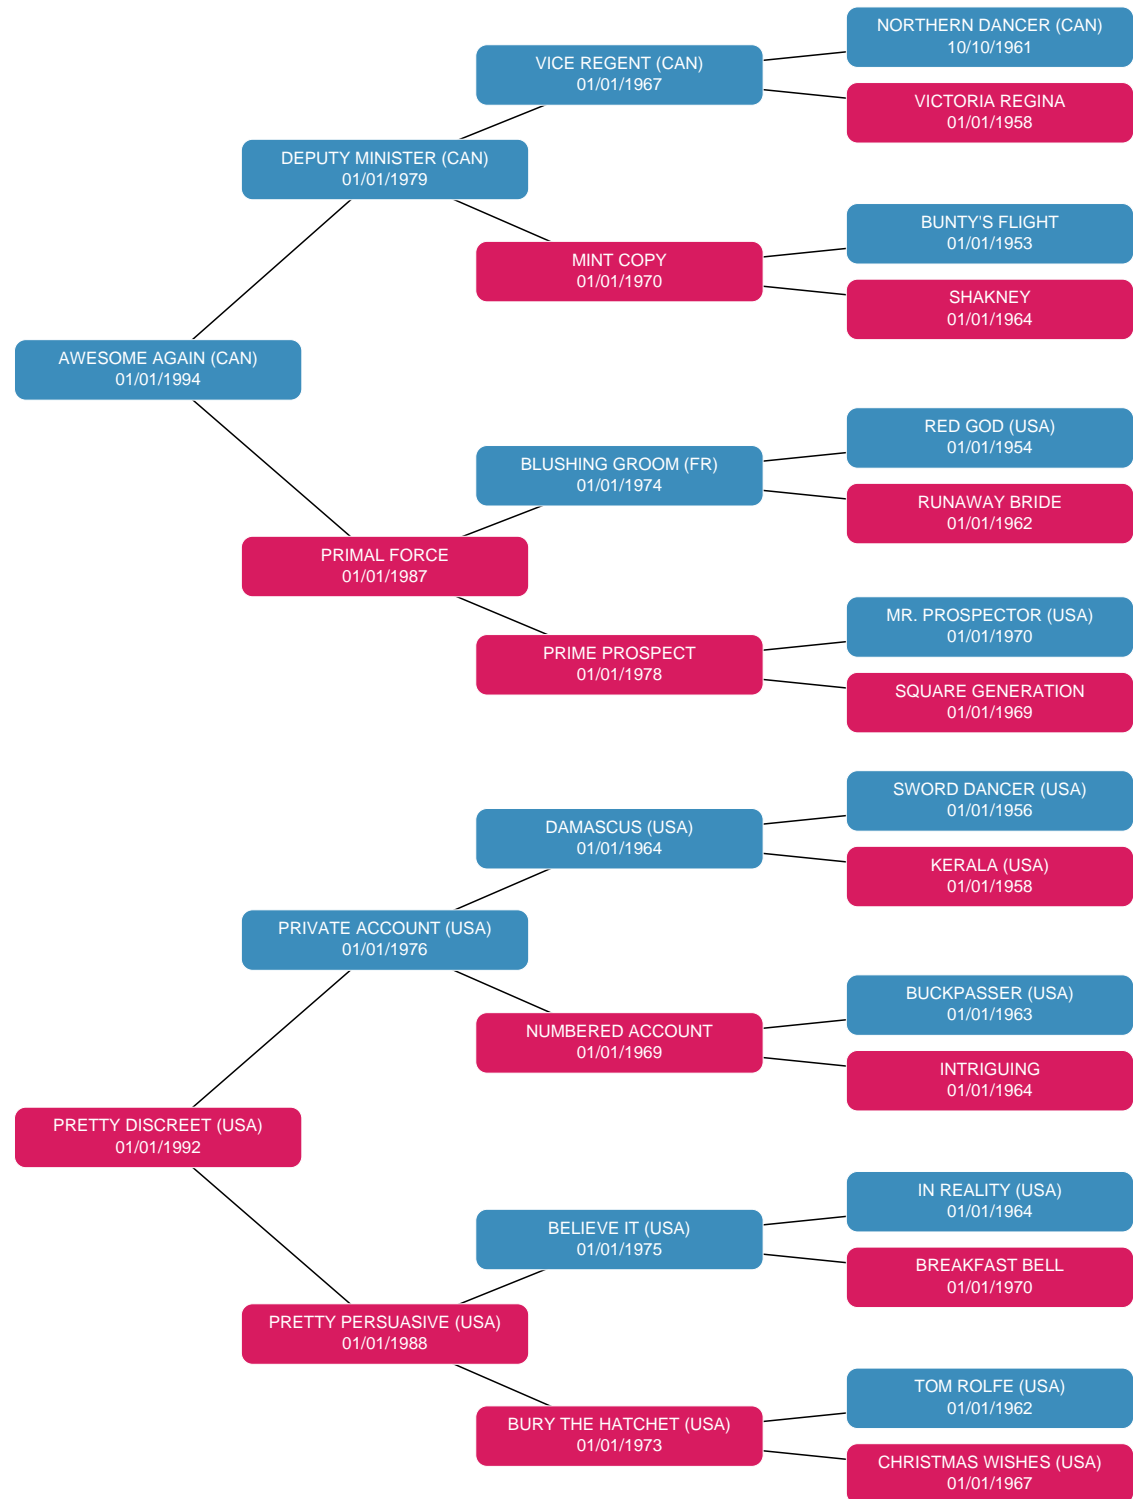 NORTHERN DANCER (CAN)
10/10/1961
VICE REGENT (CAN)
01/01/1967
VICTORIA REGINA
01/01/1958
DEPUTY MINISTER (CAN)
01/01/1979
BUNTY'S FLIGHT
01/01/1953
MINT COPY
01/01/1970
SHAKNEY
01/01/1964
AWESOME AGAIN (CAN)
01/01/1994
RED GOD (USA)
01/01/1954
BLUSHING GROOM (FR)
01/01/1974
RUNAWAY BRIDE
01/01/1962
PRIMAL FORCE
01/01/1987
MR. PROSPECTOR (USA)
01/01/1970
PRIME PROSPECT
01/01/1978
SQUARE GENERATION
01/01/1969
SWORD DANCER (USA)
01/01/1956
DAMASCUS (USA)
01/01/1964
KERALA (USA)
01/01/1958
PRIVATE ACCOUNT (USA)
01/01/1976
BUCKPASSER (USA)
01/01/1963
NUMBERED ACCOUNT
01/01/1969
INTRIGUING
01/01/1964
PRETTY DISCREET (USA)
01/01/1992
IN REALITY (USA)
01/01/1964
BELIEVE IT (USA)
01/01/1975
BREAKFAST BELL
01/01/1970
PRETTY PERSUASIVE (USA)
01/01/1988
TOM ROLFE (USA)
01/01/1962
BURY THE HATCHET (USA)
01/01/1973
CHRISTMAS WISHES (USA)
01/01/1967